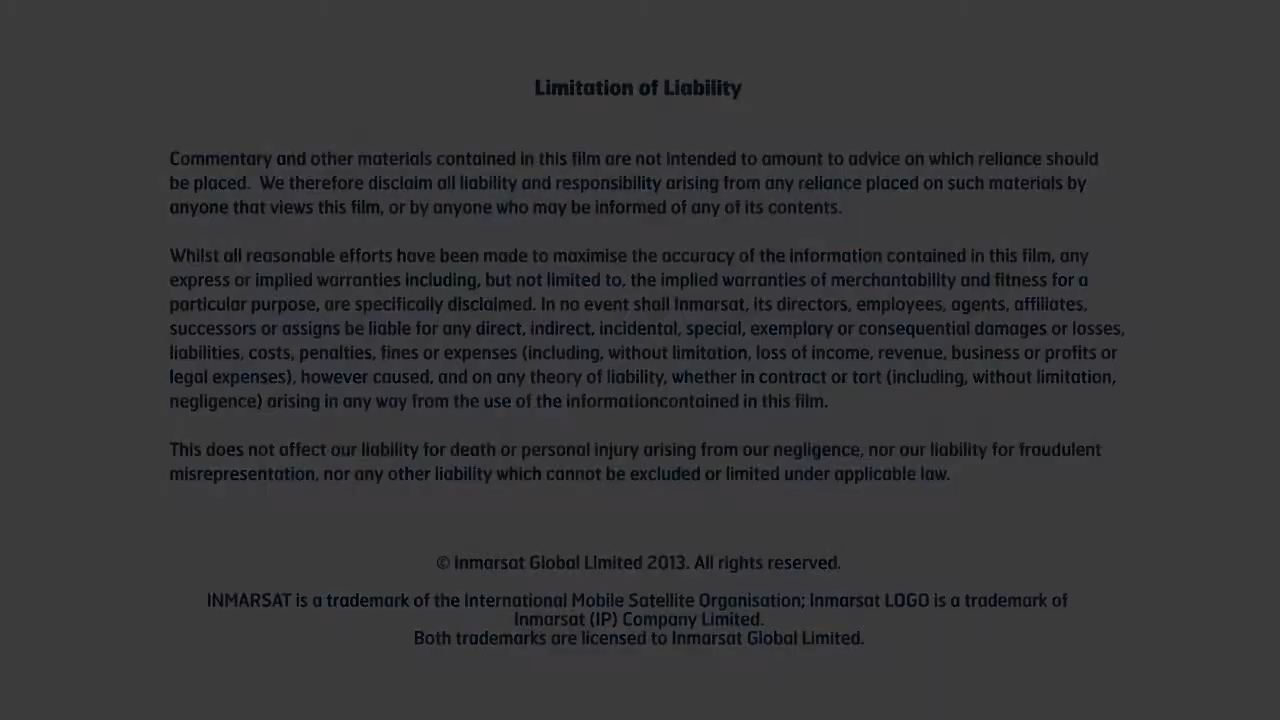 Limitation of Liability
Commentary and other materials contained in this film are not intended to amount to advice on which reliance should
be placed.  We therefore disclaim all liability and responsibility arising from any reliance placed on such materials by
anyone that views this film, or by anyone who may be informed of any of its contents.
Whilst all reasonable efforts have been made to maximise the accuracy of the information contained in this film, any
express or implied warranties including, but not limited to, the implied warranties of merchantability and fitness for a
particular purpose, are specifically disclaimed. In no event shall Inmarsat, its directors, employees, agents, affiliates,
successors or assigns be liable for any direct, indirect, incidental, special, exemplary or consequential damages or losses,
liabilities, costs, penalties, fines or expenses (including, without limitation, loss of income, revenue, business or profits or
legal expenses), however caused, and on any theory of liability, whether in contract or tort (including, without limitation,
negligence) arising in any way from the use of the informationcontained in this film.
This does not affect our liability for death or personal injury arising from our negligence, nor our liability for fraudulent
misrepresentation, nor any other liability which cannot be excluded or limited under applicable law.
© Inmarsat Global Limited 2013. All rights reserved.
INMARSAT is a trademark of the International Mobile Satellite Organisation; Inmarsat LOGO is a trademark of
Inmarsat (IP) Company Limited.
Both trademarks are licensed to Inmarsat Global Limited.